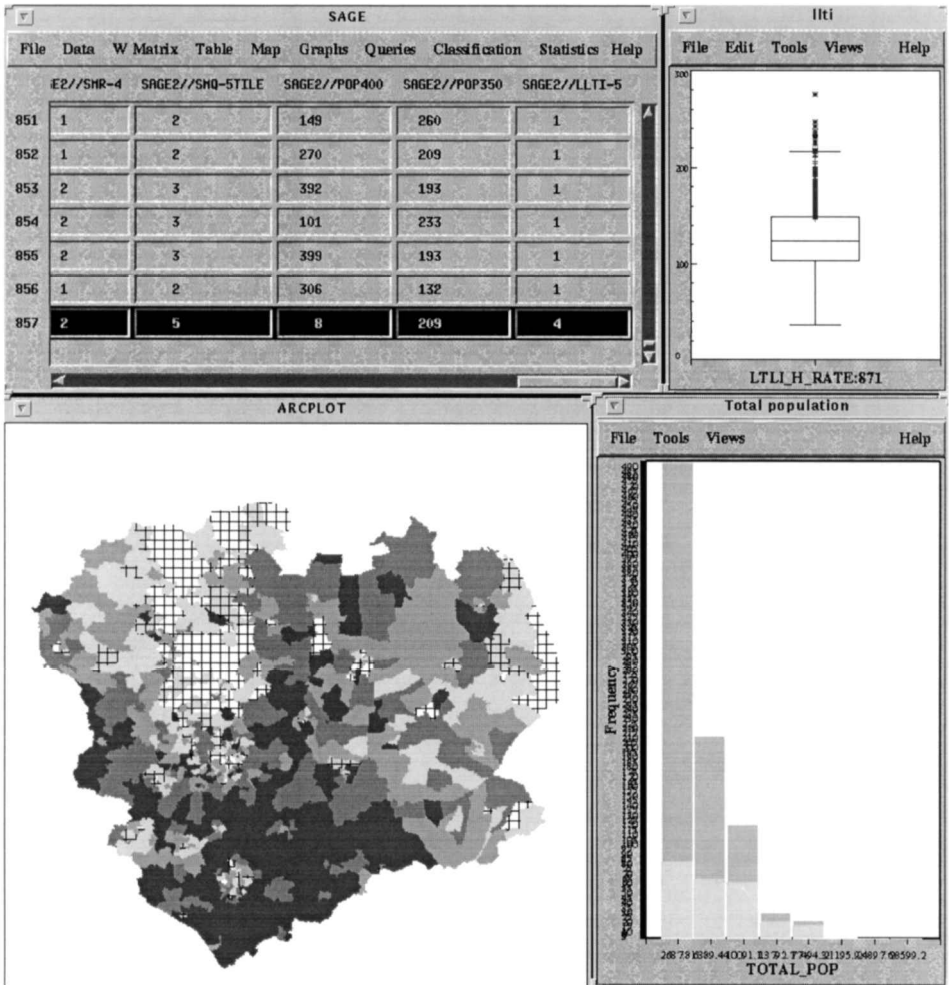 SAGE
File Data W Matrix Table Map Graphs Queries Classification Statistics Help
E2//SMR-4 SAGE2//SMQ-5TILE SAGE2//POP400 SAGE2//POP350 SAGE2//LLTI-5
851 1 2 149 260 1
852 1 2 270 209 1
853 2 3 392 193 1
854 2 3 101 233 1
855 2 3 399 193 1
856 1 2 306 132 1
857 2 5 8 209 4
llti
File Edit Tools Views Help
300
200
100
0
LTLI_H_RATE:871
ARCPLOT
Total population
File Tools Views Help
Frequency
TOTAL_POP